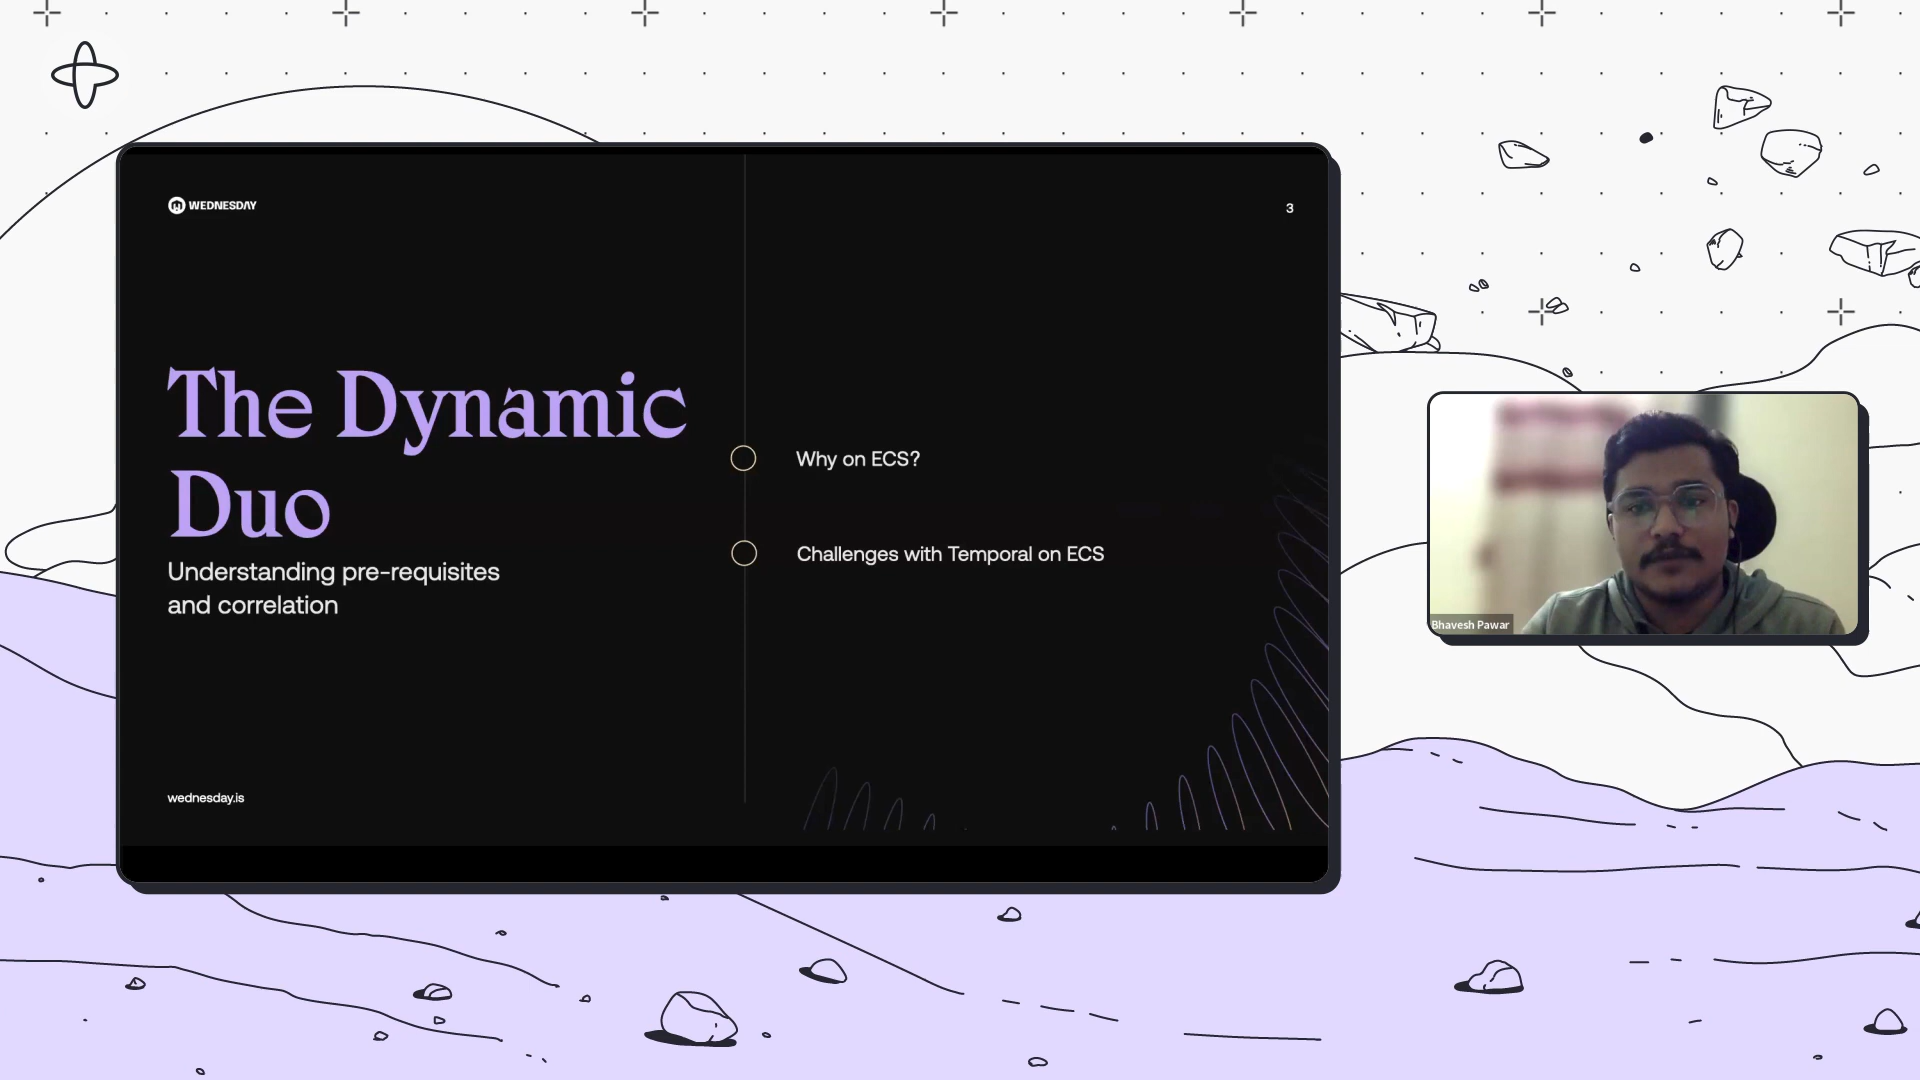 WEDNESDAY
3
The Dynamic
Duo
Understanding pre-requisites
and correlation
Why on ECS?
Challenges with Temporal on ECS
wednesday.is
Bhavesh Pawar